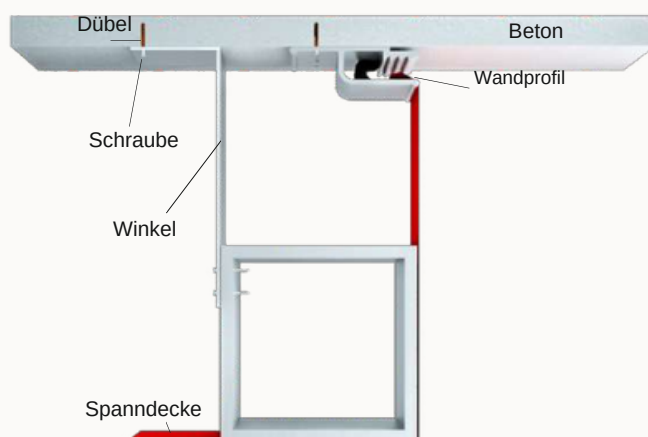 Dübel
Beton
Wandprofil
Schraube
Winkel
Spanndecke